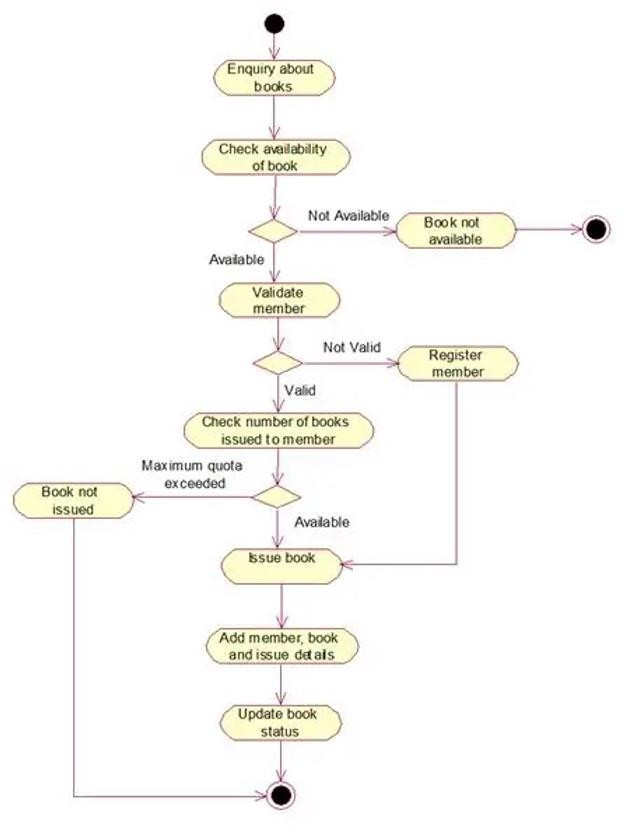 Enquiry about
books
Check availability
of book
Not Available
Book not
available
Available
Validate
member
Not Valid
Register
member
Valid
Check number of books
issued to member
Maximum quota
exceeded
Book not
issued
Available
Issue book
Add member, book
and issue details
Update book
status